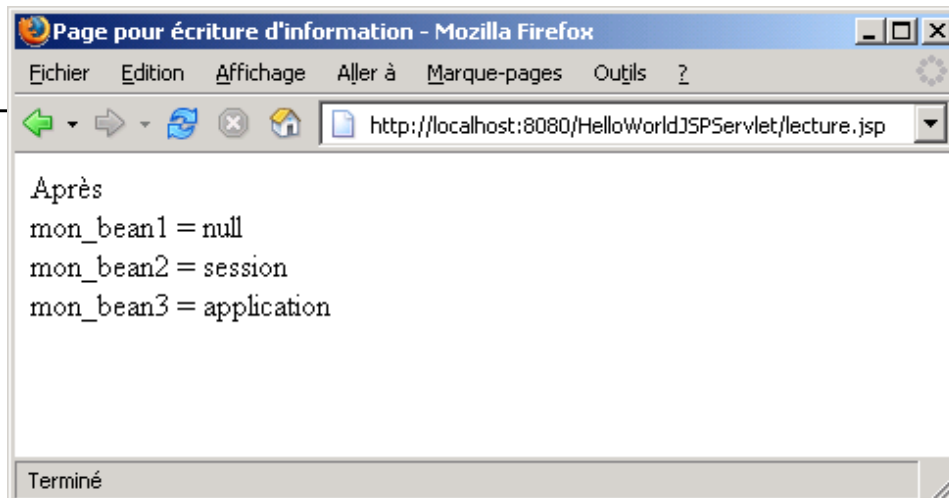 Page pour écriture d'information - Mozilla Firefox
Fichier Edition Affichage Aller à Marque-pages Outils ?
http://localhost:8080/HelloWorldJSPServlet/lecture.jsp
Après
mon_bean1 = null
mon_bean2 = session
mon_bean3 = application
Terminé